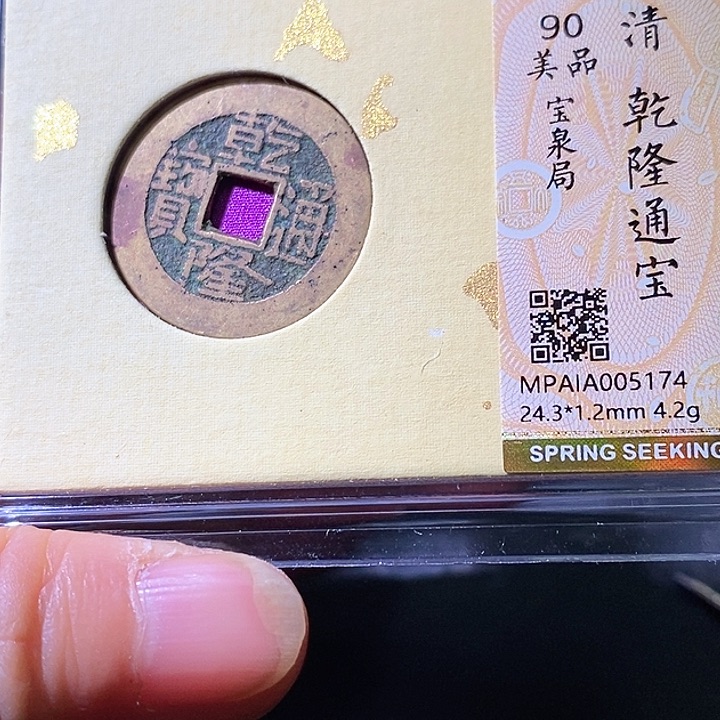 乾隆通寶
清 乾隆通宝
90
美品
宝泉局
MPAIA005174
24.3*1.2mm 4.2g
SPRING SEEKING